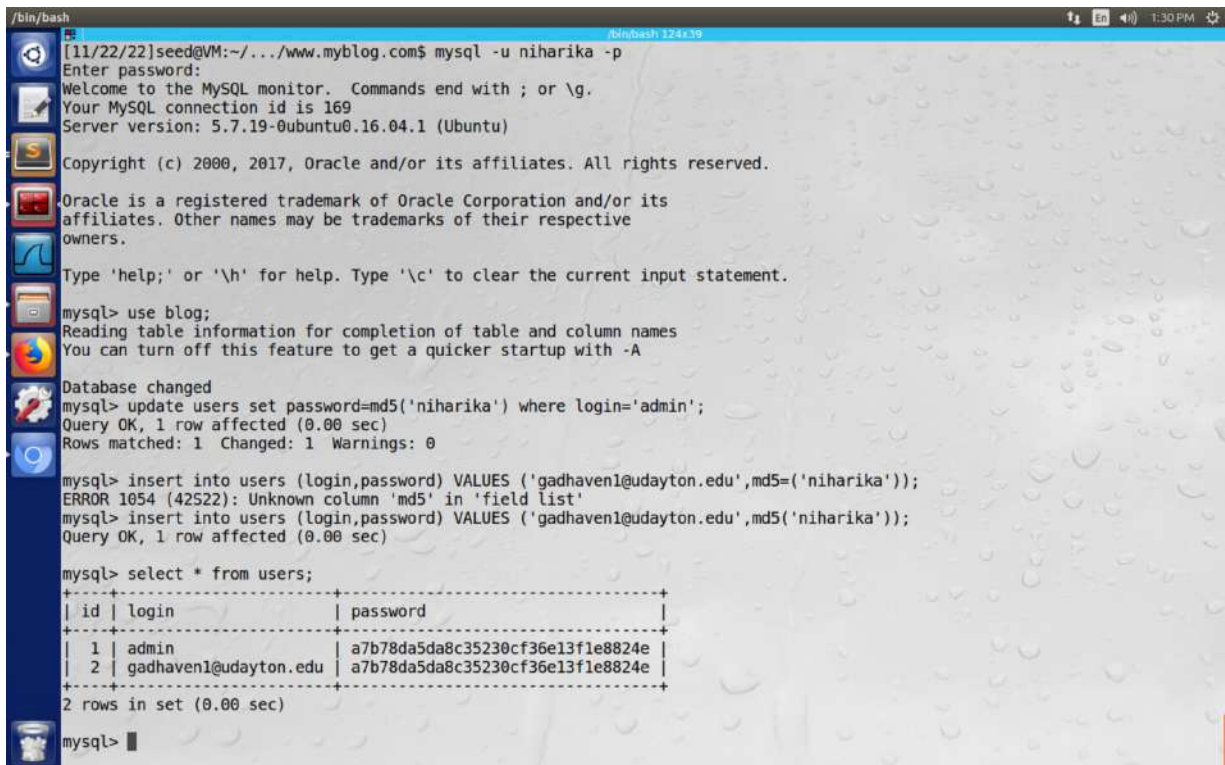 /bin/bash
En 1:30 PM
/bin/bash 124x39
[11/22/22]seed@VM:~/.../www.myblog.com$ mysql -u niharika -p
Enter password:
Welcome to the MySQL monitor.  Commands end with ; or \g.
Your MySQL connection id is 169
Server version: 5.7.19-0ubuntu0.16.04.1 (Ubuntu)

Copyright (c) 2000, 2017, Oracle and/or its affiliates. All rights reserved.

Oracle is a registered trademark of Oracle Corporation and/or its
affiliates. Other names may be trademarks of their respective
owners.

Type 'help;' or '\h' for help. Type '\c' to clear the current input statement.

mysql> use blog;
Reading table information for completion of table and column names
You can turn off this feature to get a quicker startup with -A

Database changed
mysql> update users set password=md5('niharika') where login='admin';
Query OK, 1 row affected (0.00 sec)
Rows matched: 1  Changed: 1  Warnings: 0

mysql> insert into users (login,password) VALUES ('gadhaven1@udayton.edu',md5=('niharika'));
ERROR 1054 (42S22): Unknown column 'md5' in 'field list'
mysql> insert into users (login,password) VALUES ('gadhaven1@udayton.edu',md5('niharika'));
Query OK, 1 row affected (0.00 sec)

mysql> select * from users;
+----+-----------------------+----------------------------------+
| id | login                 | password                         |
+----+-----------------------+----------------------------------+
|  1 | admin                 | a7b78da5da8c35230cf36e13f1e8824e |
|  2 | gadhaven1@udayton.edu | a7b78da5da8c35230cf36e13f1e8824e |
+----+-----------------------+----------------------------------+
2 rows in set (0.00 sec)

mysql>